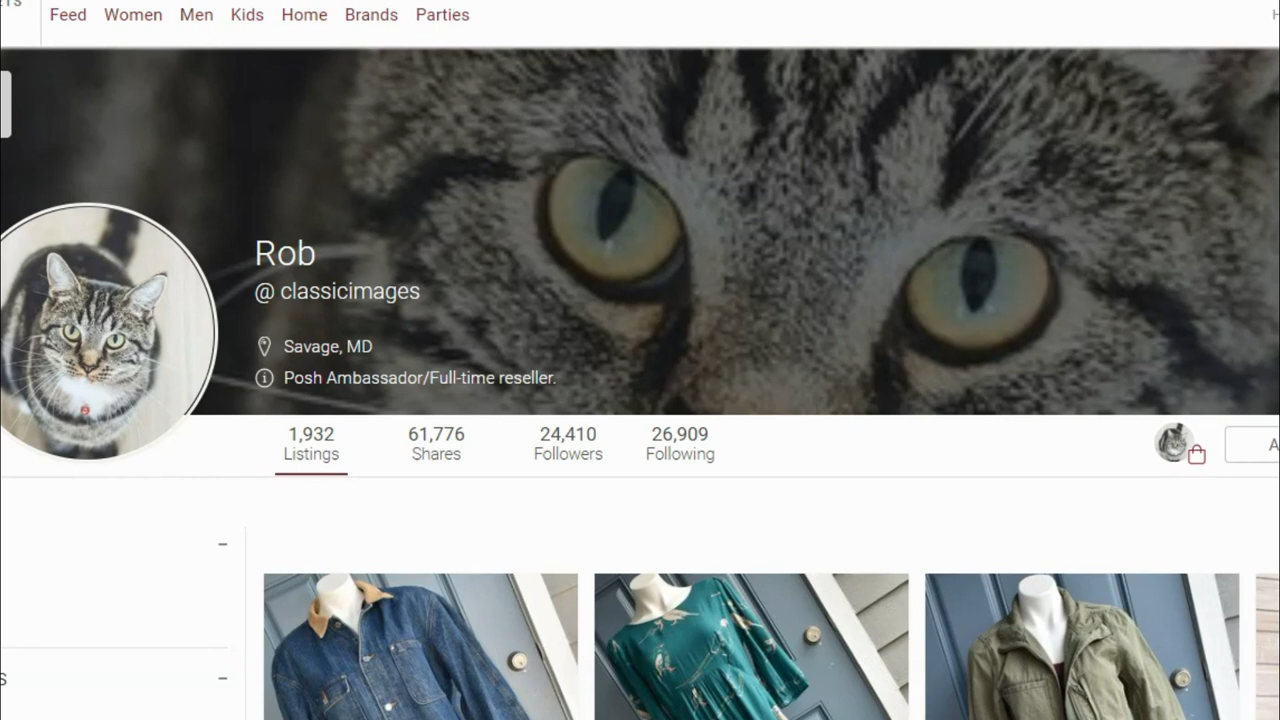 Feed Women Men Kids Home Brands Parties
Rob
@ classicimages
Savage, MD
Posh Ambassador/Full-time reseller.
1,932 61,776 24,410 26,909
Listings Shares Followers Following